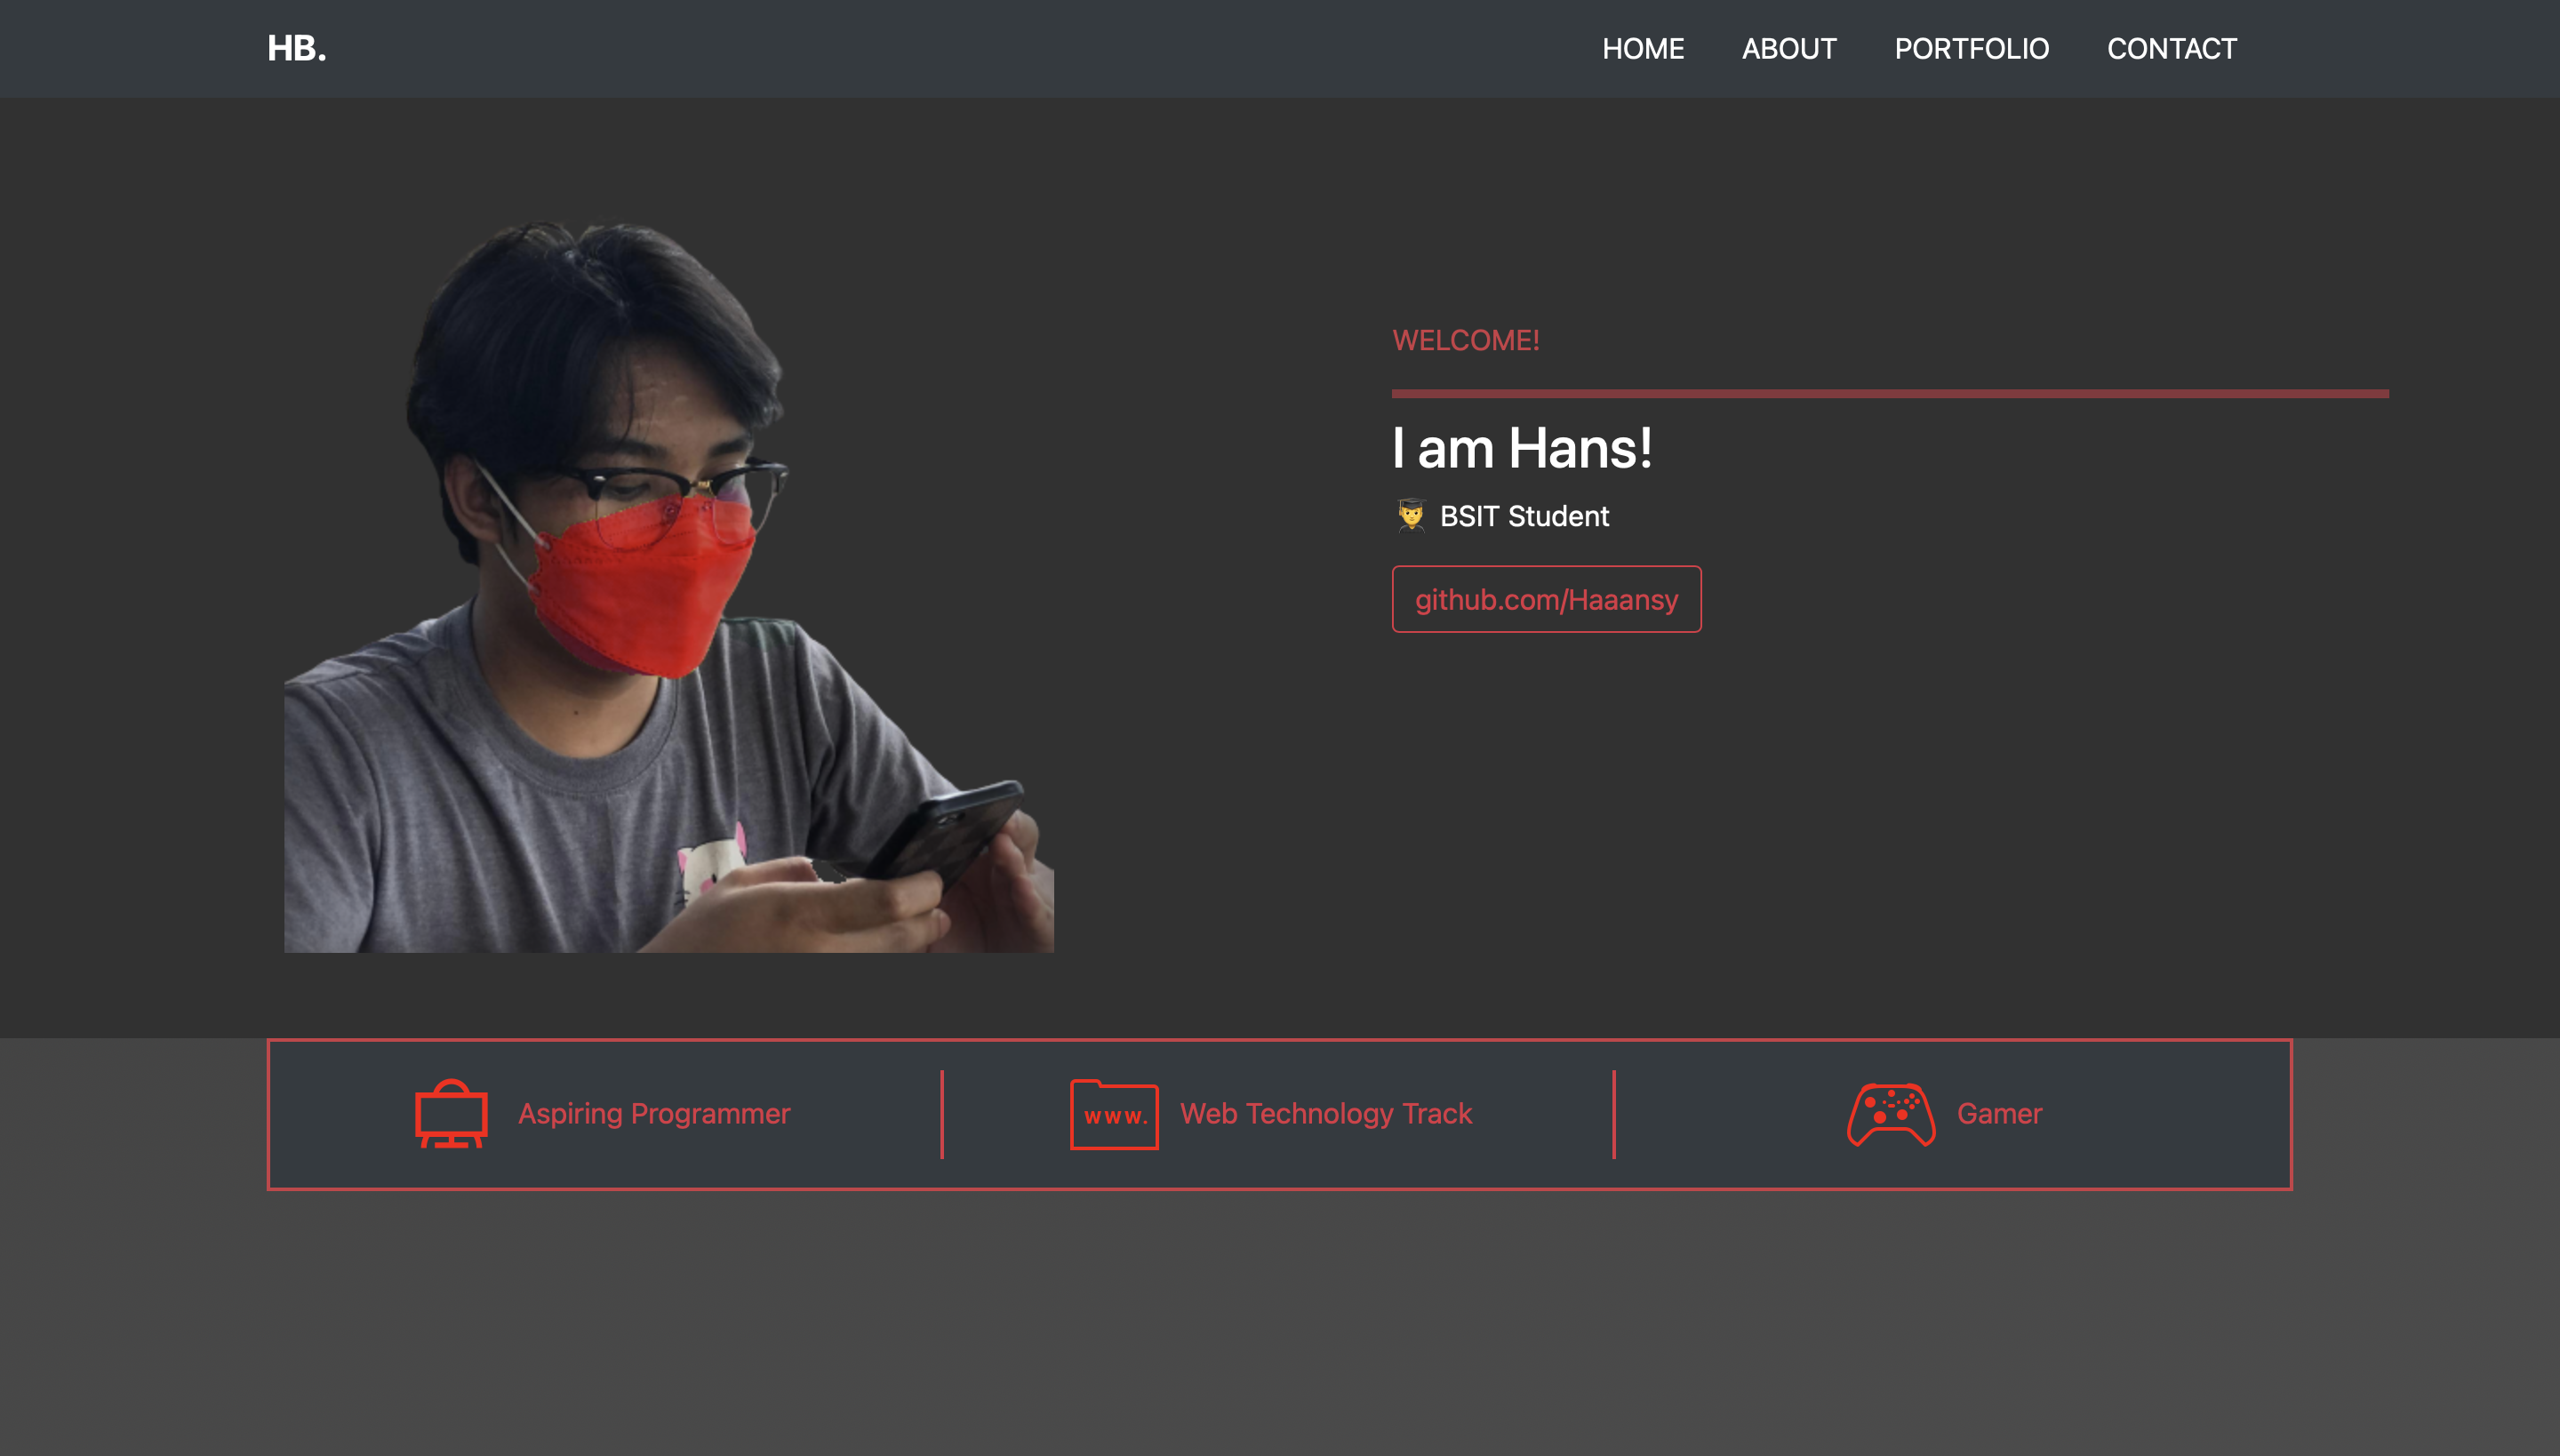 HB.
HOME ABOUT PORTFOLIO CONTACT
WELCOME!
I am Hans!
👨‍🎓 BSIT Student
github.com/Haaansy
Aspiring Programmer
www.
Web Technology Track
Gamer